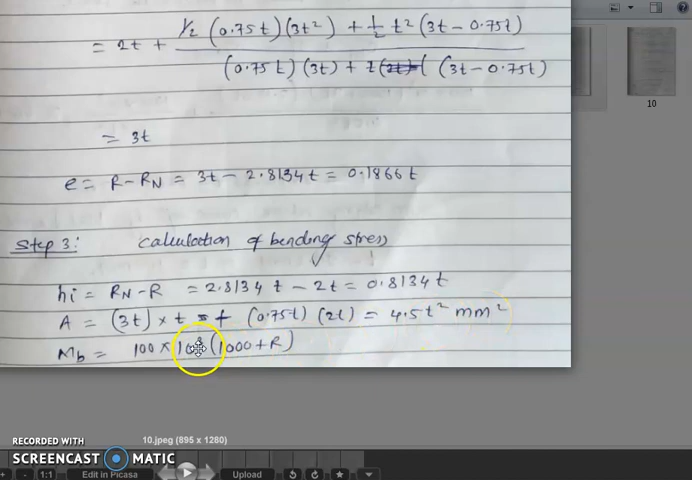 = 2t + 1/2 (0.75t)(3t²) + 1/2 t² (3t - 0.75t)
(0.75t)(3t) + t (3t - 0.75t)
= 3t
e = R - RN = 3t - 2.8134t = 0.1866t
Step 3: Calculation of bending stress
hi = RN - R = 2.8134t - 2t = 0.8134t
A = (3t) × t + (0.75t)(2t) = 4.5t² mm²
Mb = 100 × 10³ (1000 + R)
10
10.jpeg (895 x 1280)
RECORDED WITH
SCREENCAST MATIC
1:1 Edit in Picasa Upload